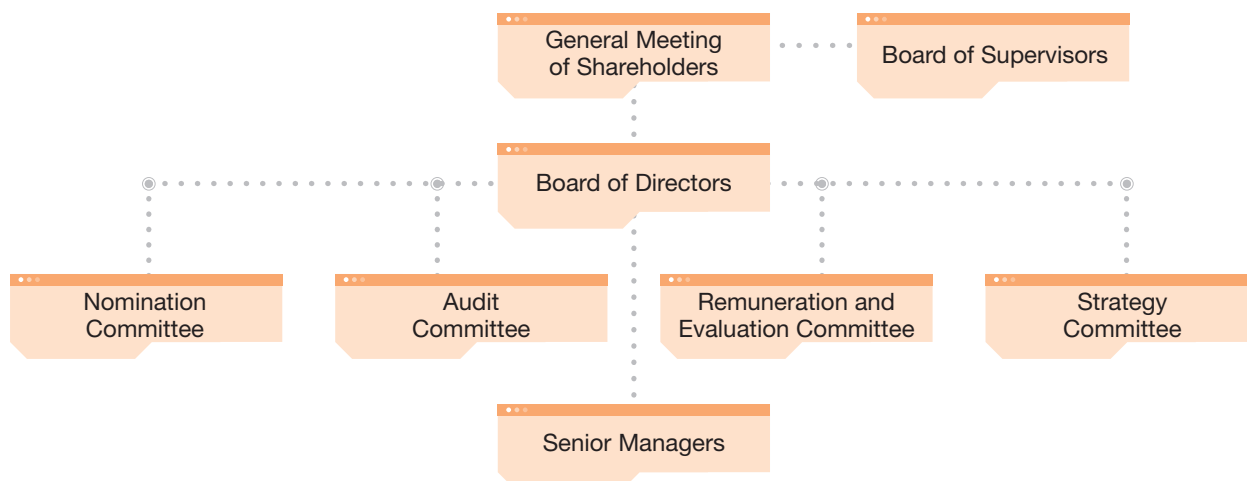 General Meeting
of Shareholders
Board of Supervisors
Board of Directors
Nomination
Committee
Audit
Committee
Remuneration and
Evaluation Committee
Strategy
Committee
Senior Managers